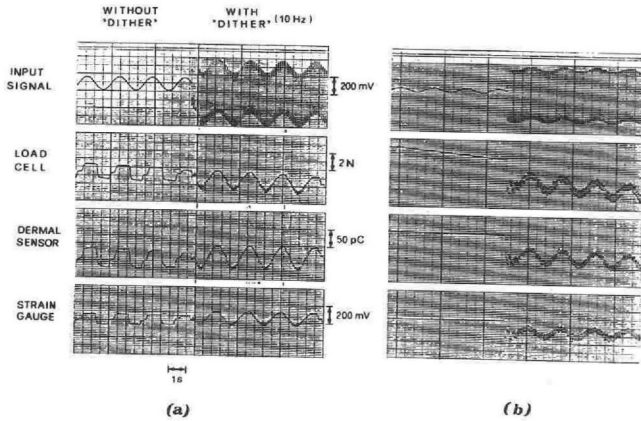 WITHOUT "DITHER"
WITH "DITHER" (10 Hz)
INPUT SIGNAL
200 mV
LOAD CELL
2 N
DERMAL SENSOR
50 pC
STRAIN GAUGE
200 mV
1s
(a)
(b)